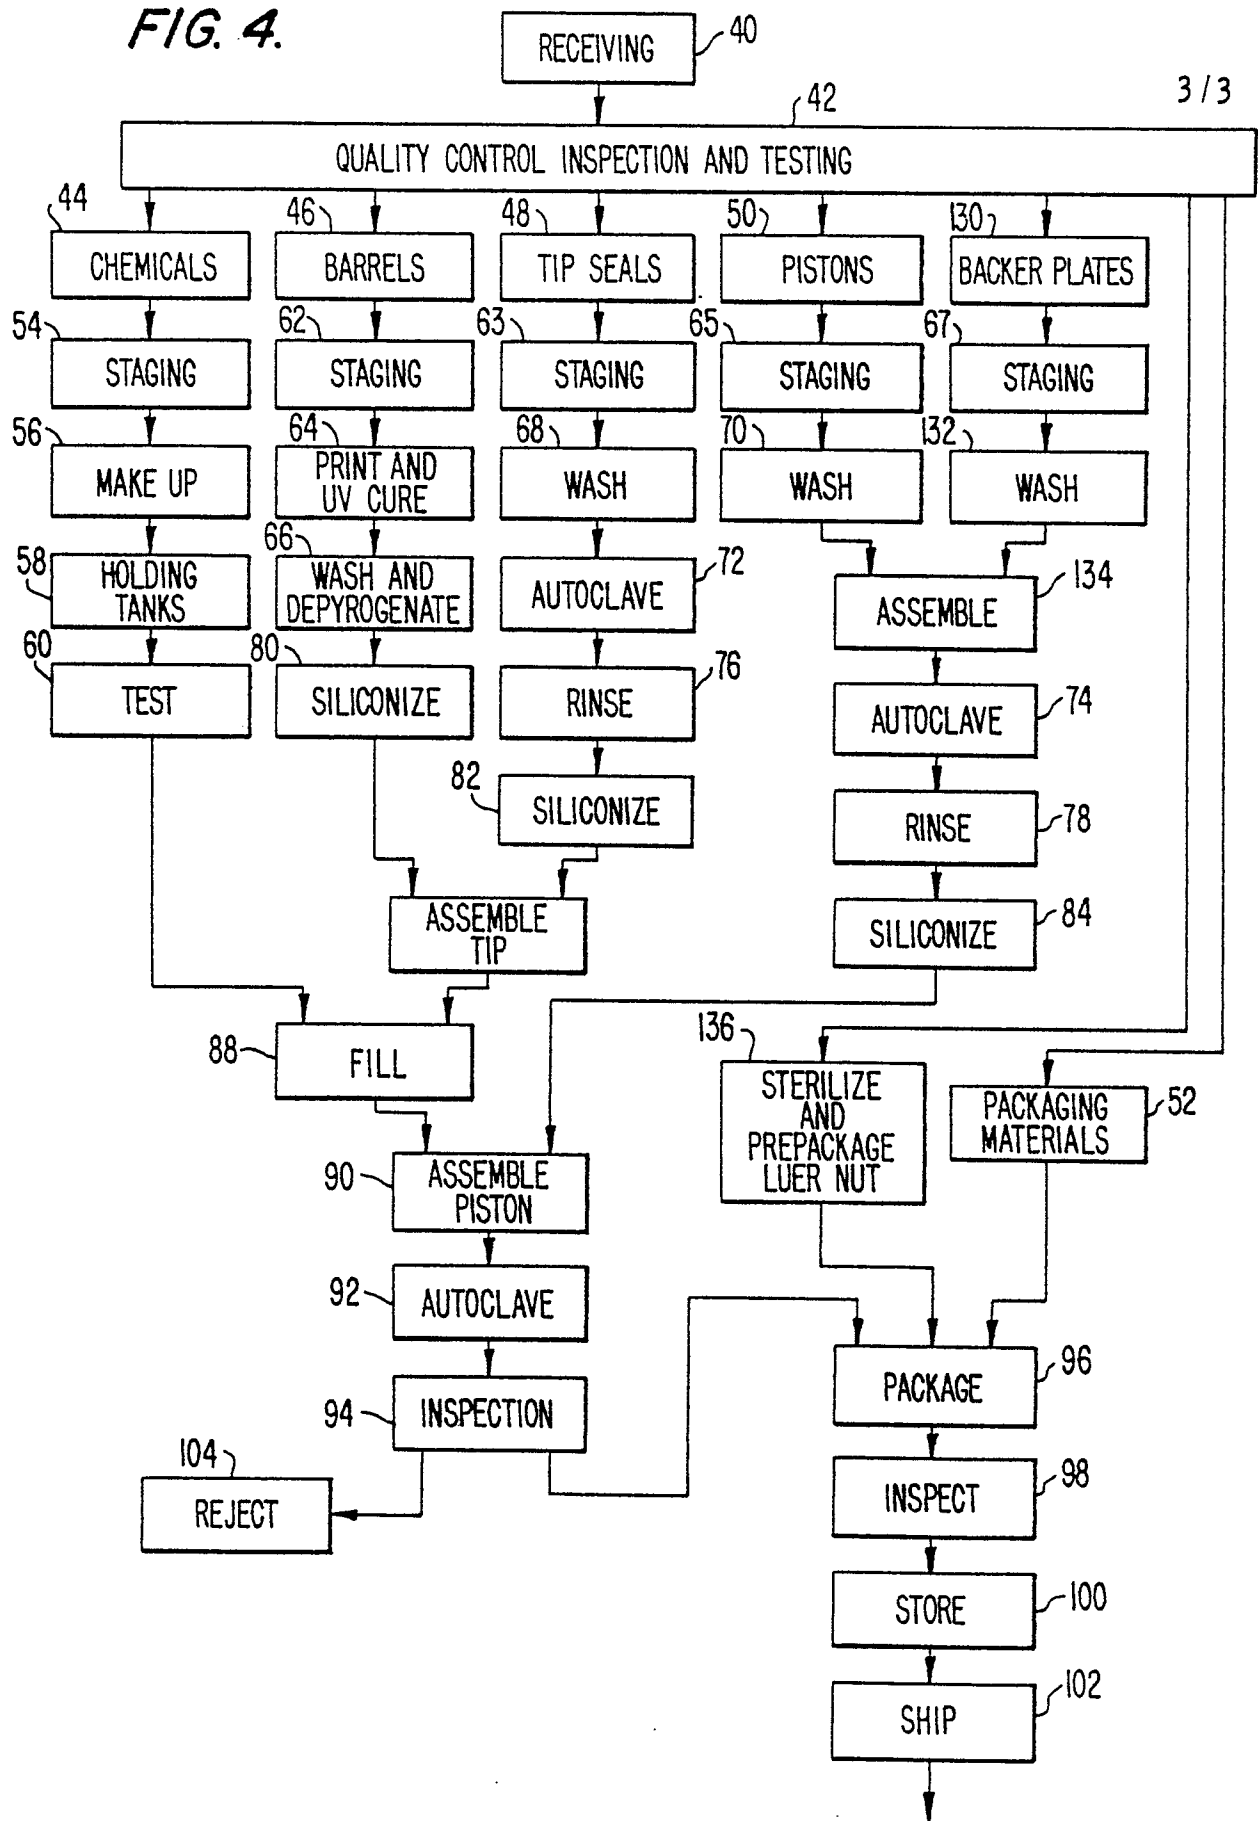 FIG. 4.
RECEIVING
40
3/3
42
QUALITY CONTROL INSPECTION AND TESTING
44
46
48
50
130
CHEMICALS
BARRELS
TIP SEALS
PISTONS
BACKER PLATES
54
62
63
65
67
STAGING
STAGING
STAGING
STAGING
STAGING
56
64
68
70
132
MAKE UP
PRINT AND
UV CURE
WASH
WASH
WASH
58
HOLDING
TANKS
66
WASH AND
DEPYROGENATE
AUTOCLAVE
72
ASSEMBLE
134
60
TEST
80
SILICONIZE
RINSE
76
AUTOCLAVE
74
82
SILICONIZE
RINSE
78
ASSEMBLE
TIP
SILICONIZE
84
88
FILL
136
STERILIZE
AND
PREPACKAGE
LUER NUT
PACKAGING
MATERIALS
52
90
ASSEMBLE
PISTON
92
AUTOCLAVE
94
INSPECTION
PACKAGE
96
104
REJECT
INSPECT
98
STORE
100
SHIP
102